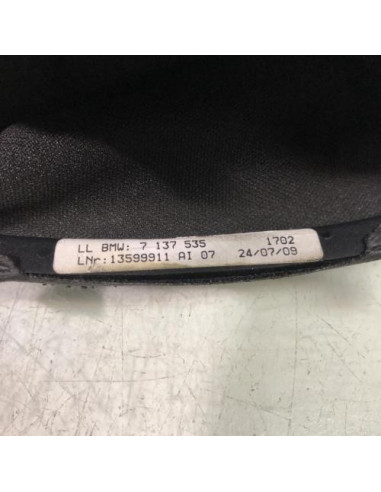 LL BMW: 7 137 535 1702
LNr:13599911 AI 07 24/07/09